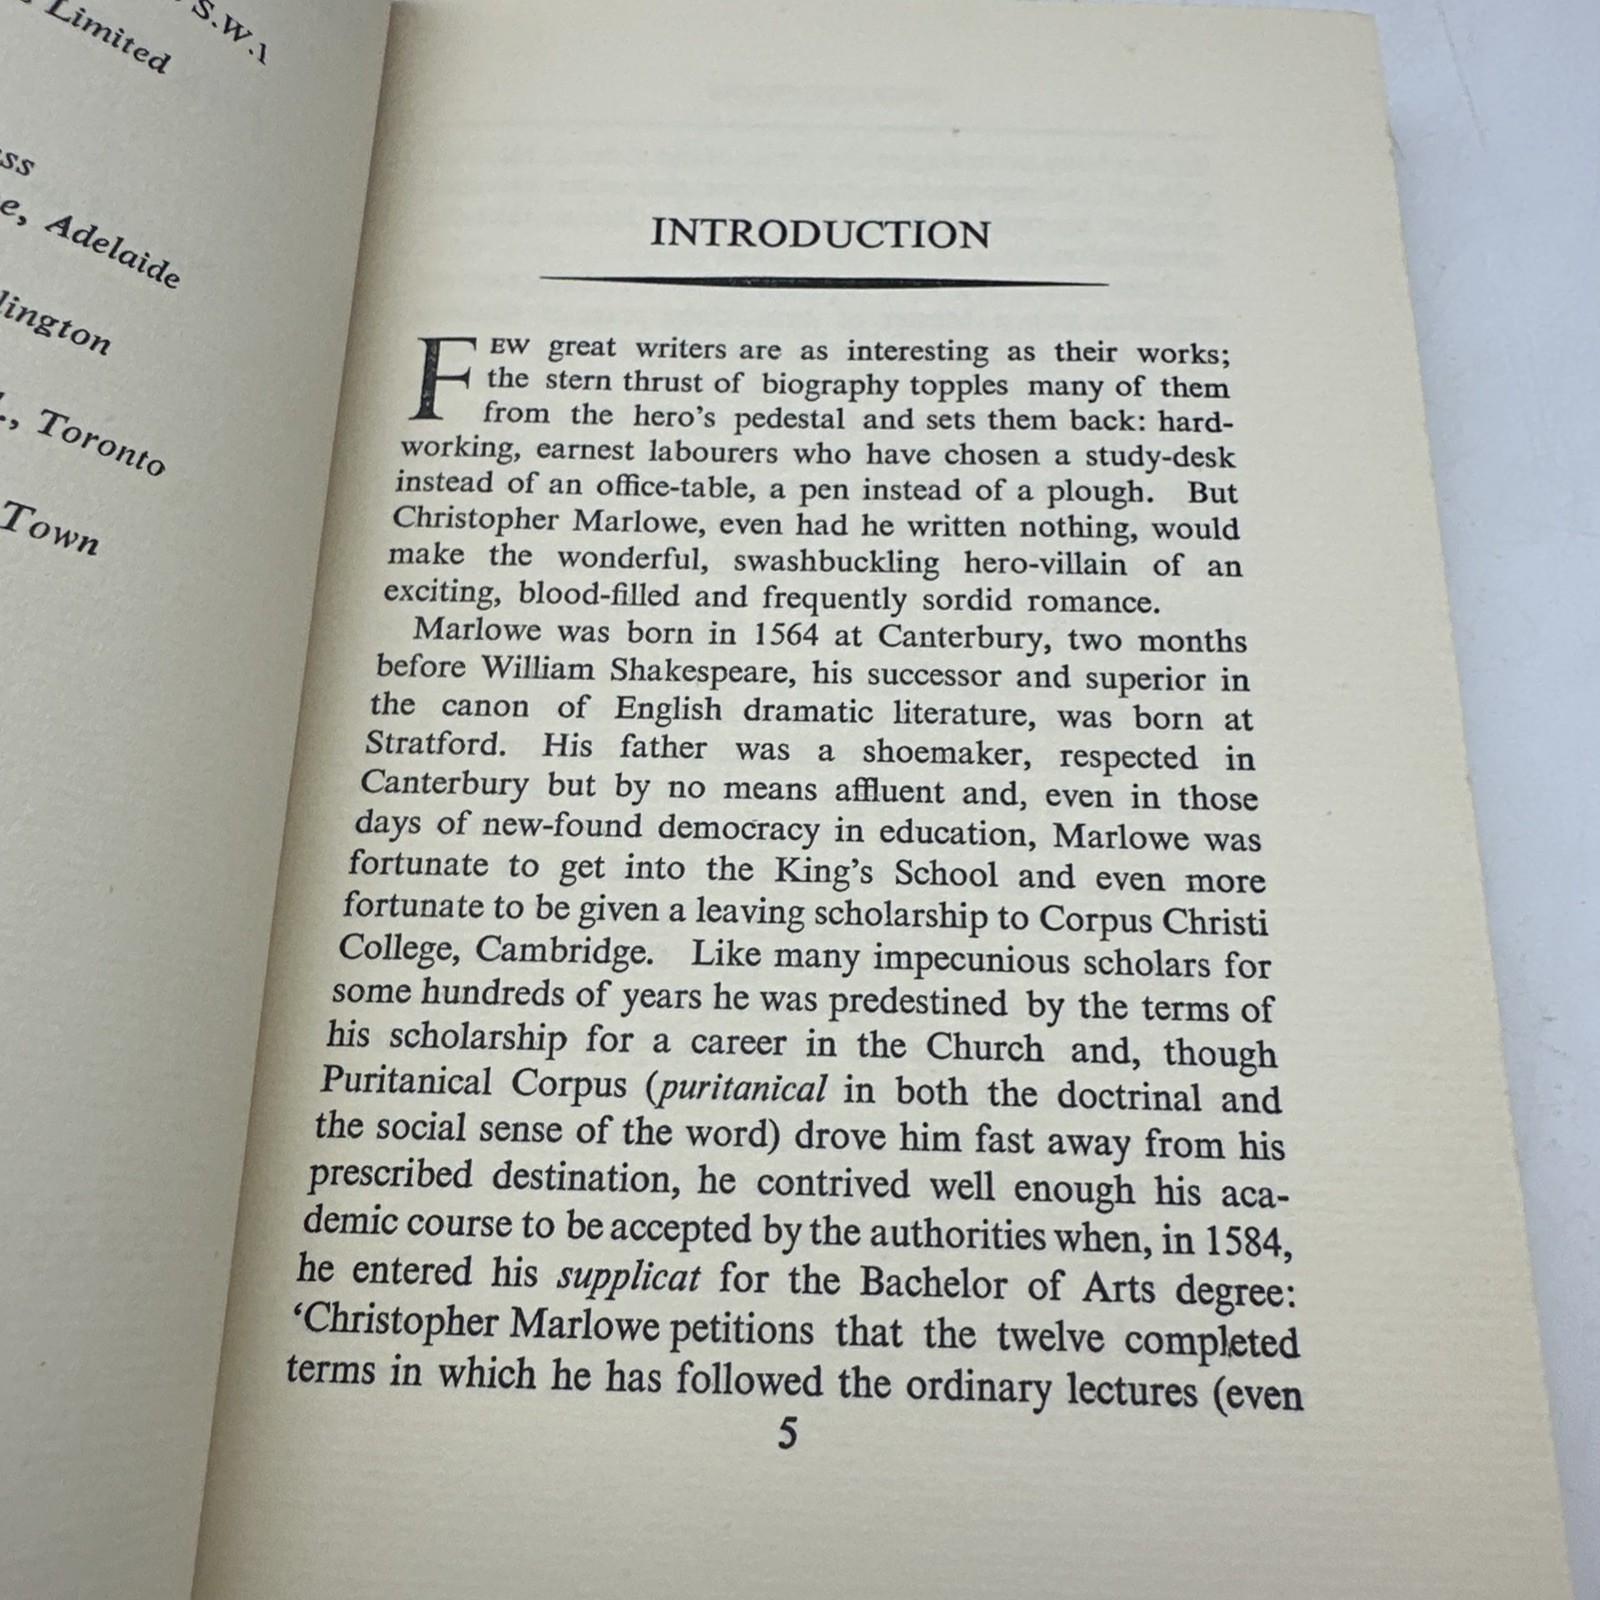 S.W.1
Limited
ss
e, Adelaide
lington
., Toronto
Town
INTRODUCTION
FEW great writers are as interesting as their works;
the stern thrust of biography topples many of them
from the hero's pedestal and sets them back: hard-
working, earnest labourers who have chosen a study-desk
instead of an office-table, a pen instead of a plough. But
Christopher Marlowe, even had he written nothing, would
make the wonderful, swashbuckling hero-villain of an
exciting, blood-filled and frequently sordid romance.
Marlowe was born in 1564 at Canterbury, two months
before William Shakespeare, his successor and superior in
the canon of English dramatic literature, was born at
Stratford. His father was a shoemaker, respected in
Canterbury but by no means affluent and, even in those
days of new-found democracy in education, Marlowe was
fortunate to get into the King's School and even more
fortunate to be given a leaving scholarship to Corpus Christi
College, Cambridge. Like many impecunious scholars for
some hundreds of years he was predestined by the terms of
his scholarship for a career in the Church and, though
Puritanical Corpus (puritanical in both the doctrinal and
the social sense of the word) drove him fast away from his
prescribed destination, he contrived well enough his aca-
demic course to be accepted by the authorities when, in 1584,
he entered his supplicat for the Bachelor of Arts degree:
‘Christopher Marlowe petitions that the twelve completed
terms in which he has followed the ordinary lectures (even
5